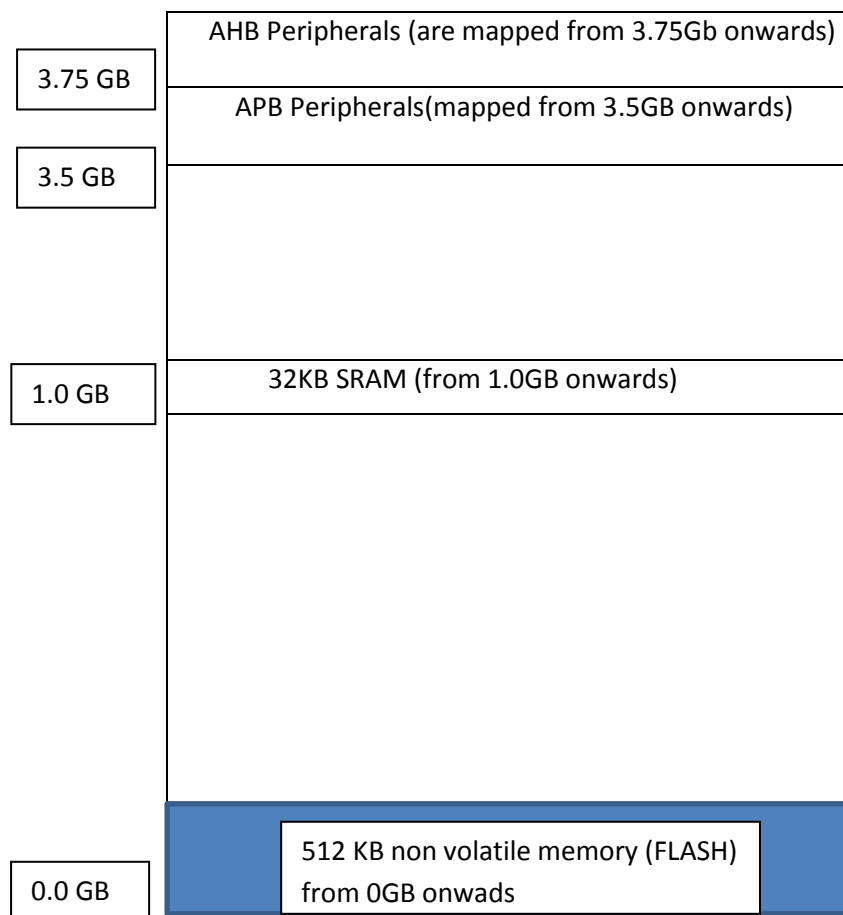 AHB Peripherals (are mapped from 3.75Gb onwards)
3.75 GB
APB Peripherals(mapped from 3.5GB onwards)
3.5 GB
32KB SRAM (from 1.0GB onwards)
1.0 GB
512 KB non volatile memory (FLASH)
from 0GB onwads
0.0 GB